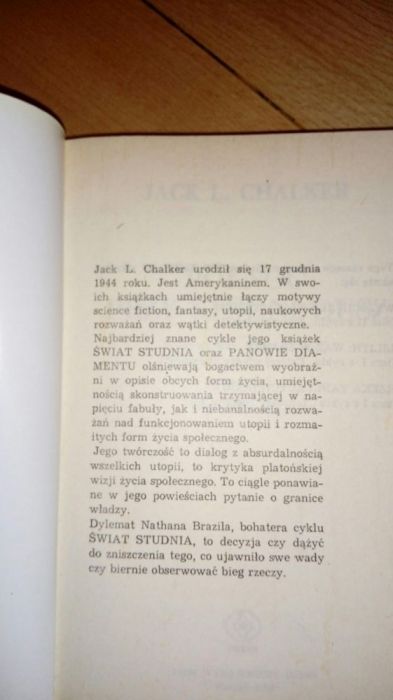 JACK L. CHALKER
Jack L. Chalker urodził się 17 grudnia
1944 roku. Jest Amerykaninem. W swo-
ich książkach umiejętnie łączy motywy
science fiction, fantasy, utopii, naukowych
rozważań oraz wątki detektywistyczne.
Najbardziej znane cykle jego książek
ŚWIAT STUDNIA oraz PANOWIE DIA-
MENTU olśniewają bogactwem wyobraź-
ni w opisie obcych form życia, umiejęt-
nością skonstruowania trzymającej w na-
pięciu fabuły, jak i niebanalnością rozwa-
żań nad funkcjonowaniem utopii i rozma-
itych form życia społecznego.
Jego twórczość to dialog z absurdalnością
wszelkich utopii, to krytyka platońskiej
wizji życia społecznego. To ciągle ponawia-
ne w jego powieściach pytanie o granice
władzy.
Dylemat Nathana Brazila, bohatera cyklu
ŚWIAT STUDNIA, to decyzja czy dążyć
do zniszczenia tego, co ujawniło swe wady
czy biernie obserwować bieg rzeczy.